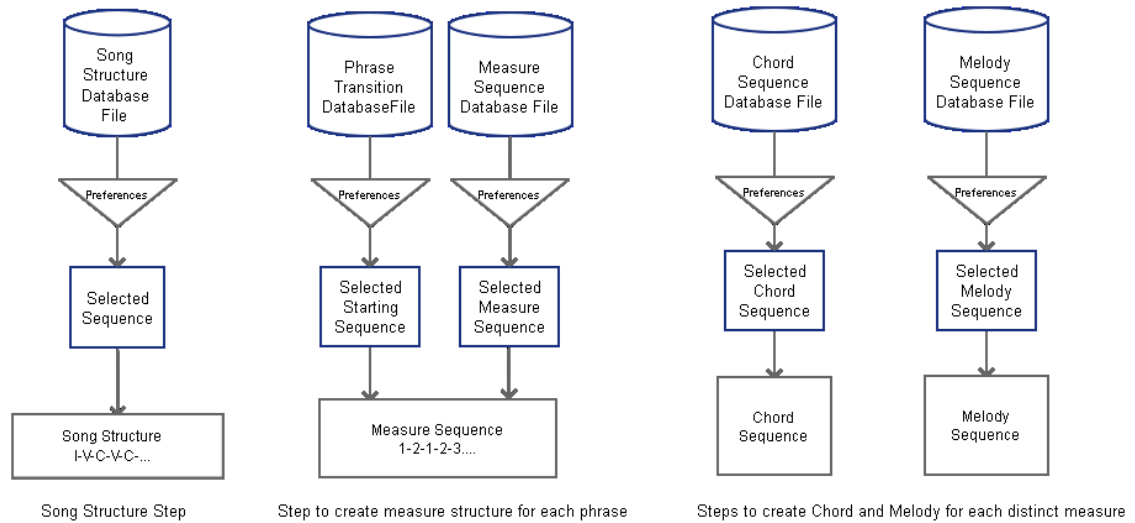 Song
Structure
Database
File
Preferences
Selected
Sequence
Song Structure
I-V-C-V-C-...
Song Structure Step
Phrase
Transition
DatabaseFile
Preferences
Selected
Starting
Sequence
Measure
Sequence
Database File
Preferences
Selected
Measure
Sequence
Measure Sequence
1-2-1-2-3....
Step to create measure structure for each phrase
Chord
Sequence
Database File
Preferences
Selected
Chord
Sequence
Chord
Sequence
Melody
Sequence
Database File
Preferences
Selected
Melody
Sequence
Melody
Sequence
Steps to create Chord and Melody for each distinct measure